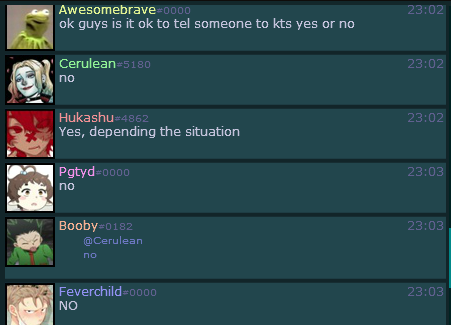 Awesomebrave#0000 23:02
ok guys is it ok to tel someone to kts yes or no
Cerulean#5180 23:02
no
Hukashu#4862 23:02
Yes, depending the situation
Pgtyd#0000 23:03
no
Booby#0182 23:03
@Cerulean
no
Feverchild#0000 23:03
NO